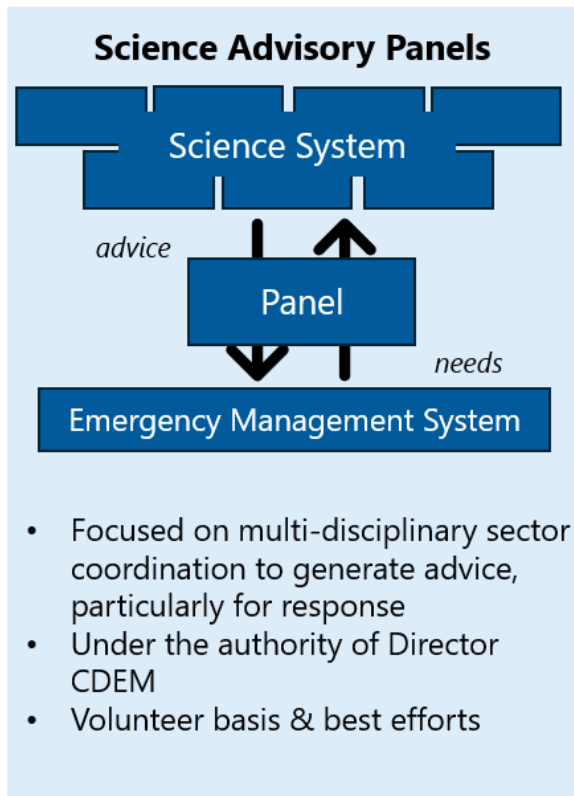 Science Advisory Panels
Science System
advice
Panel
needs
Emergency Management System
• Focused on multi-disciplinary sector
coordination to generate advice,
particularly for response
• Under the authority of Director
CDEM
• Volunteer basis & best efforts